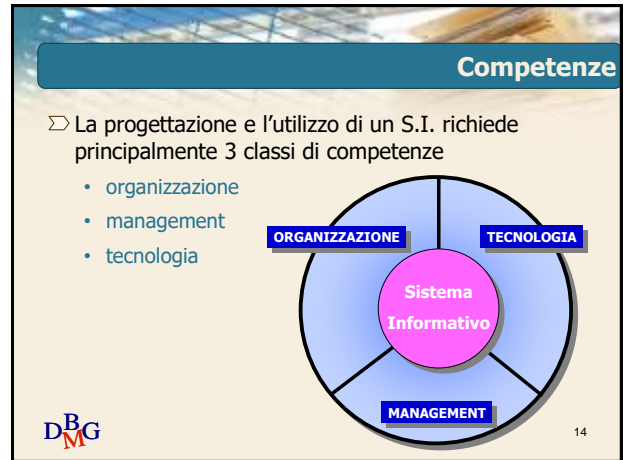 Competenze
La progettazione e l'utilizzo di un S.I. richiede
principalmente 3 classi di competenze
• organizzazione
• management
• tecnologia
ORGANIZZAZIONE
TECNOLOGIA
Sistema
Informativo
MANAGEMENT
DBMG
14